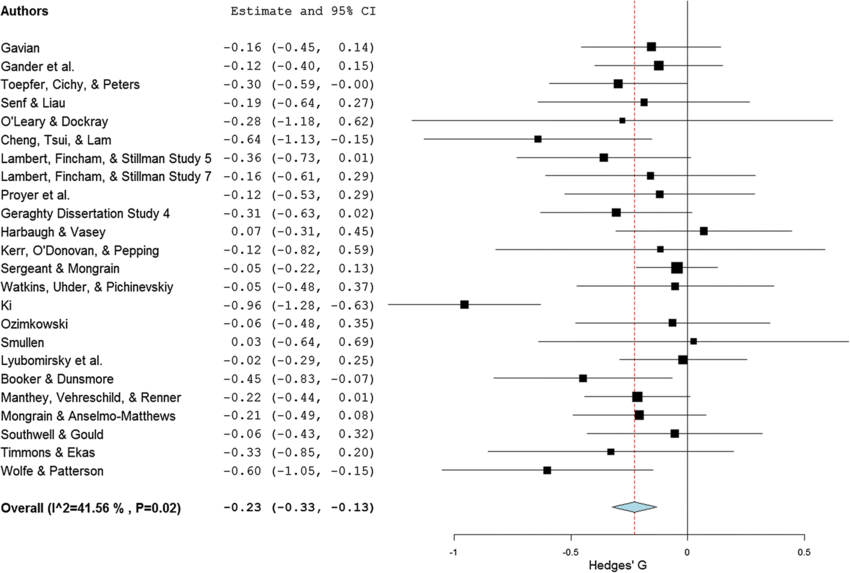 Authors Estimate and 95% CI
Gavian -0.16 (-0.45, 0.14)
Gander et al. -0.12 (-0.40, 0.15)
Toepfer, Cichy, & Peters -0.30 (-0.59, -0.00)
Senf & Liau -0.19 (-0.64, 0.27)
O'Leary & Dockray -0.28 (-1.18, 0.62)
Cheng, Tsui, & Lam -0.64 (-1.13, -0.15)
Lambert, Fincham, & Stillman Study 5 -0.36 (-0.73, 0.01)
Lambert, Fincham, & Stillman Study 7 -0.16 (-0.61, 0.29)
Proyer et al. -0.12 (-0.53, 0.29)
Geraghty Dissertation Study 4 -0.31 (-0.63, 0.02)
Harbaugh & Vasey 0.07 (-0.31, 0.45)
Kerr, O'Donovan, & Pepping -0.12 (-0.82, 0.59)
Sergeant & Mongrain -0.05 (-0.22, 0.13)
Watkins, Uhder, & Pichinevskiy -0.05 (-0.48, 0.37)
Ki -0.96 (-1.28, -0.63)
Ozimkowski -0.06 (-0.48, 0.35)
Smullen 0.03 (-0.64, 0.69)
Lyubomirsky et al. -0.02 (-0.29, 0.25)
Booker & Dunsmore -0.45 (-0.83, -0.07)
Manthey, Vehreschild, & Renner -0.22 (-0.44, 0.01)
Mongrain & Anselmo-Matthews -0.21 (-0.49, 0.08)
Southwell & Gould -0.06 (-0.43, 0.32)
Timmons & Ekas -0.33 (-0.85, 0.20)
Wolfe & Patterson -0.60 (-1.05, -0.15)
Overall (I^2=41.56 % , P=0.02) -0.23 (-0.33, -0.13)
-1 -0.5 0 0.5
Hedges' G